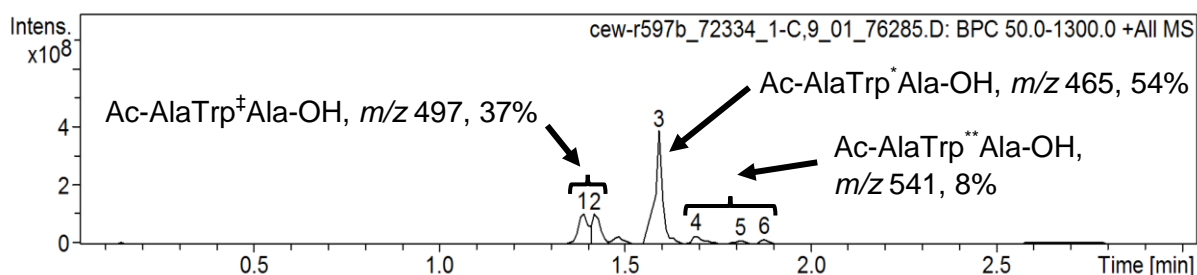 Intens.
x10⁸
cew-r597b_72334_1-C,9_01_76285.D: BPC 50.0-1300.0 +All MS
Ac-AlaTrp*Ala-OH, m/z 465, 54%
Ac-AlaTrp‡Ala-OH, m/z 497, 37%
3
Ac-AlaTrp**Ala-OH,
m/z 541, 8%
4
2
0
1 2
4 5 6
0.5 1.0 1.5 2.0 2.5 Time [min]